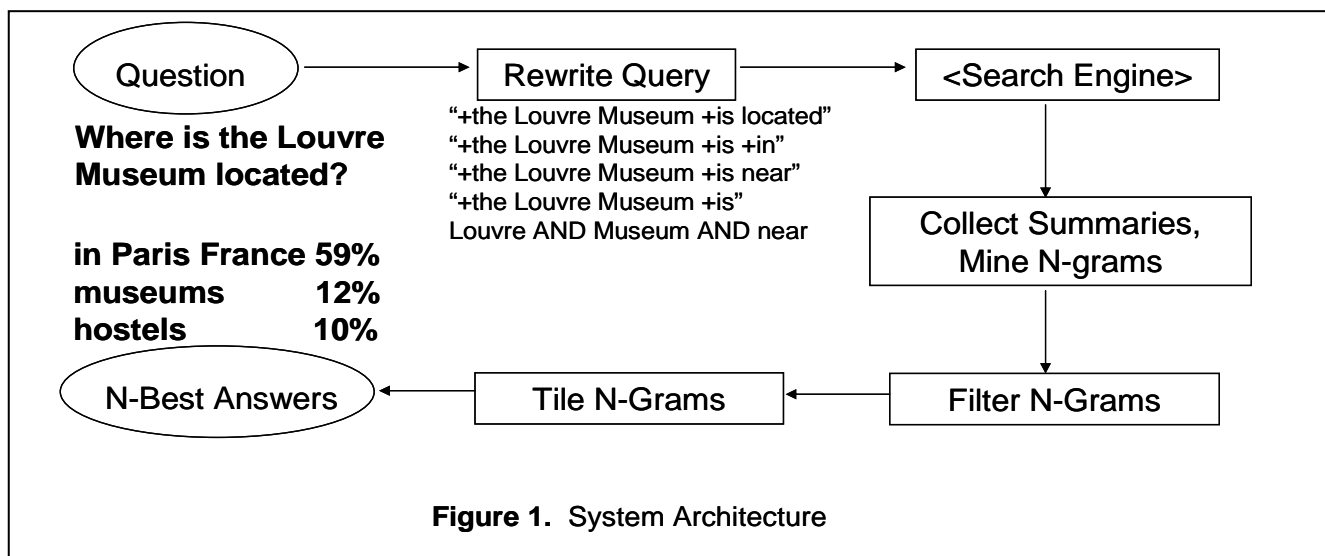 Question
Rewrite Query
<Search Engine>
Where is the Louvre
Museum located?
“+the Louvre Museum +is located”
“+the Louvre Museum +is +in”
“+the Louvre Museum +is near”
“+the Louvre Museum +is”
Louvre AND Museum AND near
Collect Summaries,
Mine N-grams
in Paris France 59%
museums 12%
hostels 10%
N-Best Answers
Tile N-Grams
Filter N-Grams
Figure 1. System Architecture